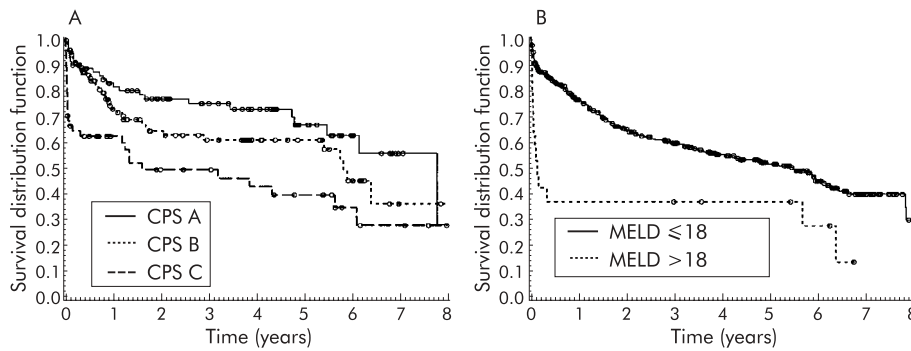 A
Survival distribution function
1.0
0.9
0.8
0.7
0.6
0.5
0.4
0.3
0.2
0.1
0.0
CPS A
CPS B
CPS C
0 1 2 3 4 5 6 7 8
Time (years)
B
Survival distribution function
1.0
0.9
0.8
0.7
0.6
0.5
0.4
0.3
0.2
0.1
0.0
MELD ⩽18
MELD >18
0 1 2 3 4 5 6 7 8
Time (years)